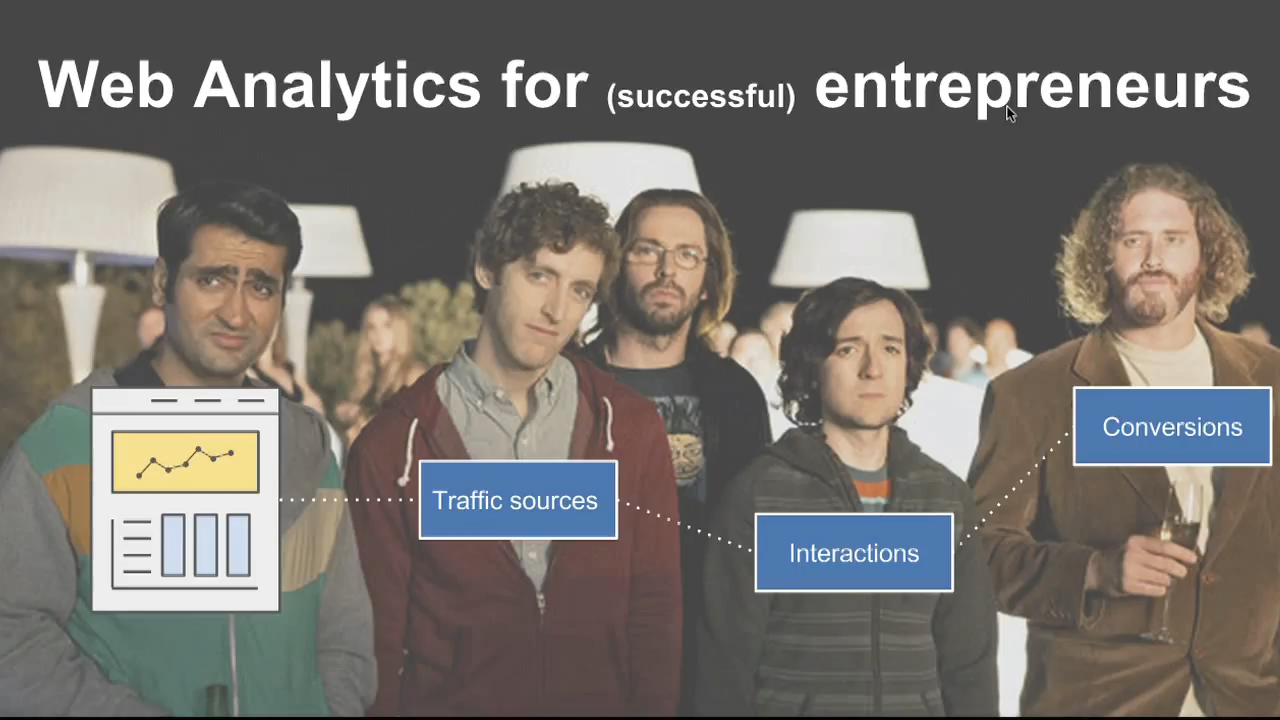 Web Analytics for (successful) entrepreneurs
Traffic sources
Interactions
Conversions